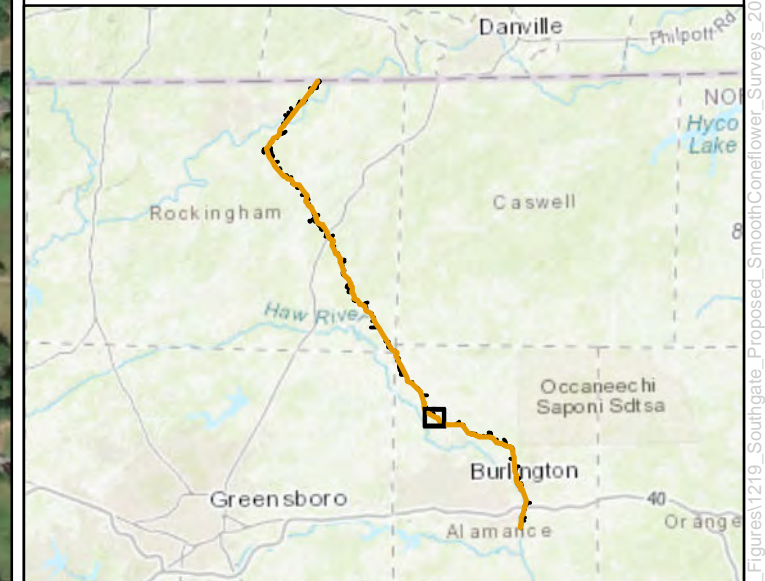 Danville
Philpott Rd
Hyco
Lake
Caswell
Rockingham
Haw River
Occaneechi
Saponi Sdtsa
Burlington
Greensboro
40
Orange
Alamance
Figures\1219_Southgate_Proposed_SmoothConeflower_Surveys_20